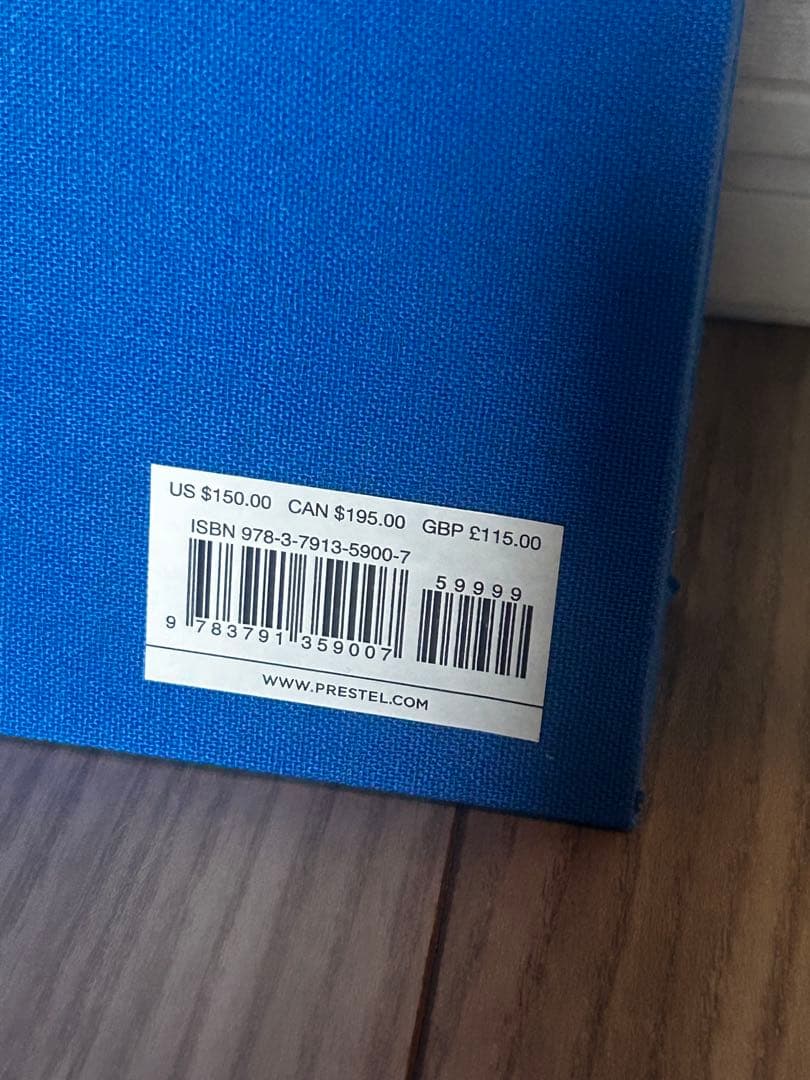 US $150.00 CAN $195.00 GBP £115.00
ISBN 978-3-7913-5900-7
59999
9 783791 359007
WWW.PRESTEL.COM